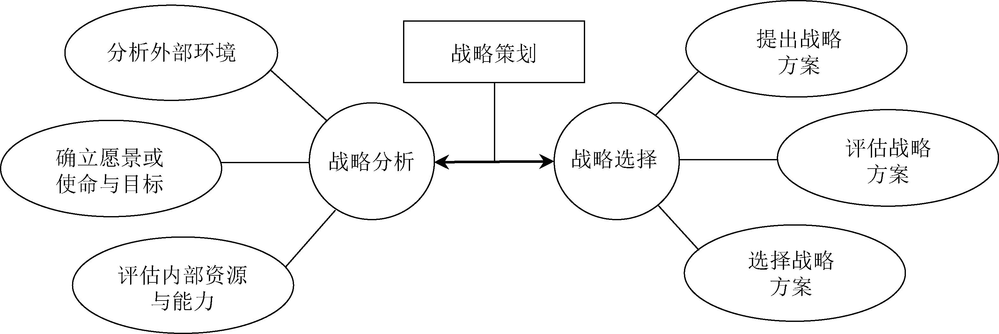 分析外部环境
确立愿景或
使命与目标
评估内部资源
与能力
战略分析
战略策划
战略选择
提出战略
方案
评估战略
方案
选择战略
方案